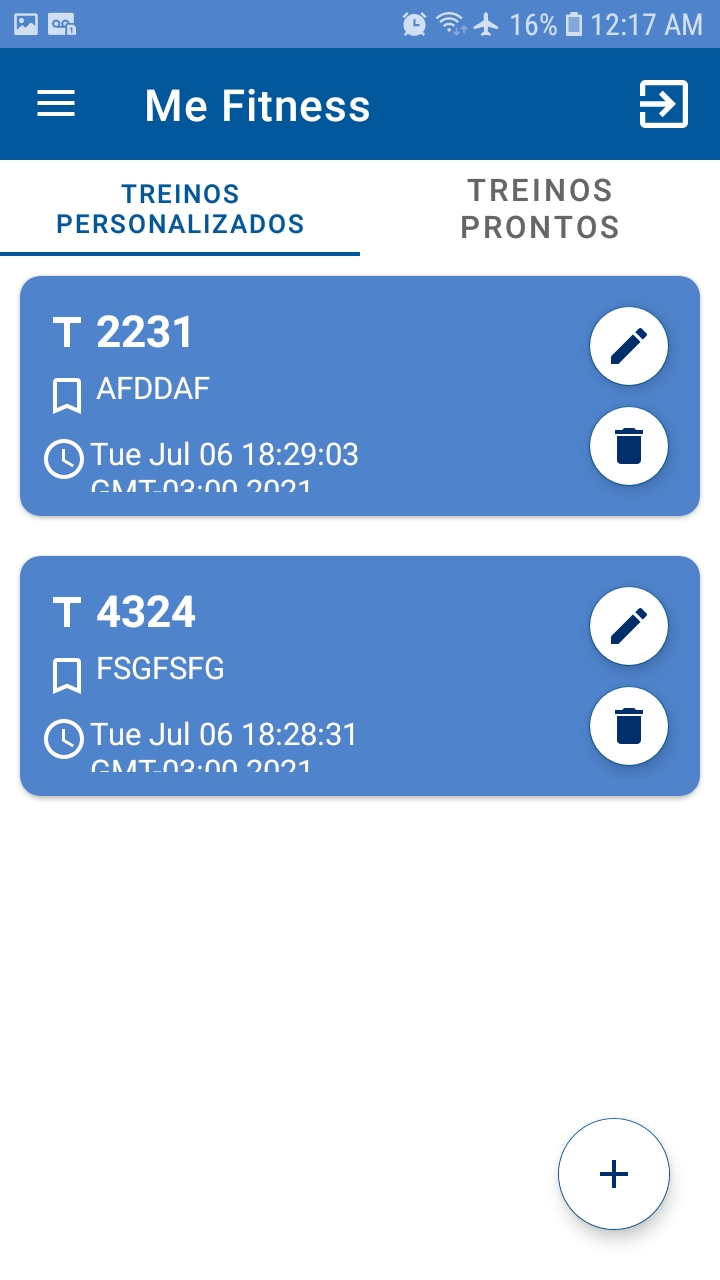 16% 12:17 AM
Me Fitness
TREINOS
PERSONALIZADOS
TREINOS
PRONTOS
T 2231
AFDDAF
Tue Jul 06 18:29:03
GMT-03:00 2021
T 4324
FSGFSFG
Tue Jul 06 18:28:31
GMT-03:00 2021